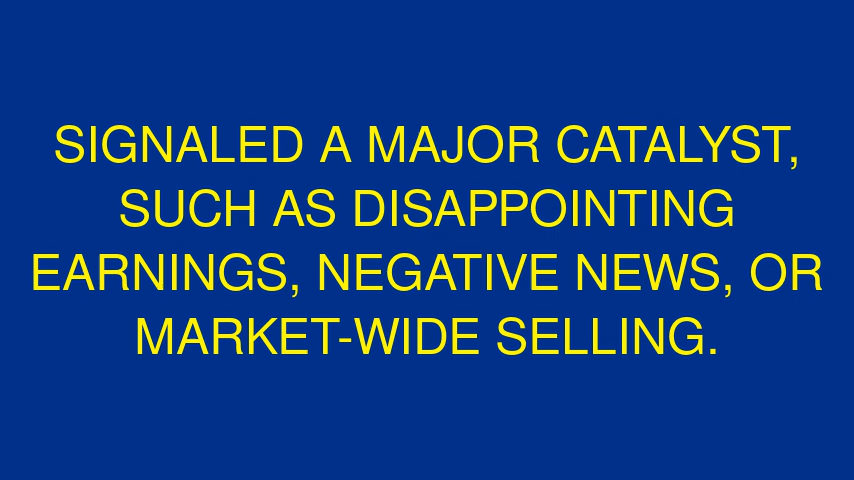 SIGNALED A MAJOR CATALYST,
SUCH AS DISAPPOINTING
EARNINGS, NEGATIVE NEWS, OR
MARKET-WIDE SELLING.